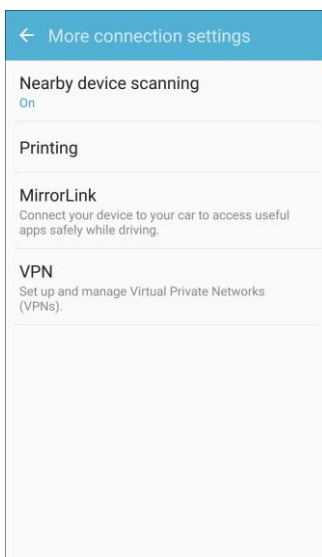 More connection settings
Nearby device scanning
On
Printing
MirrorLink
Connect your device to your car to access useful
apps safely while driving.
VPN
Set up and manage Virtual Private Networks
(VPNs).